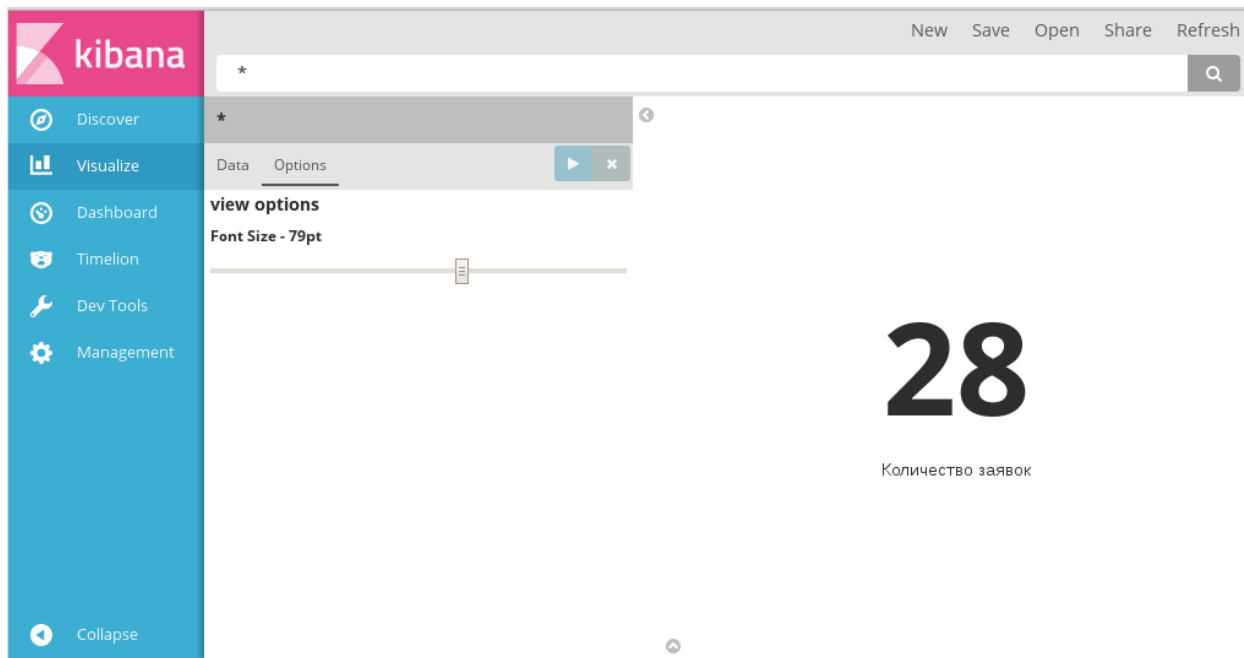 kibana
New Save Open Share Refresh
*
Discover
Visualize
Dashboard
Timelion
Dev Tools
Management
Collapse
*
Data Options
view options
Font Size - 79pt
28
Количество заявок